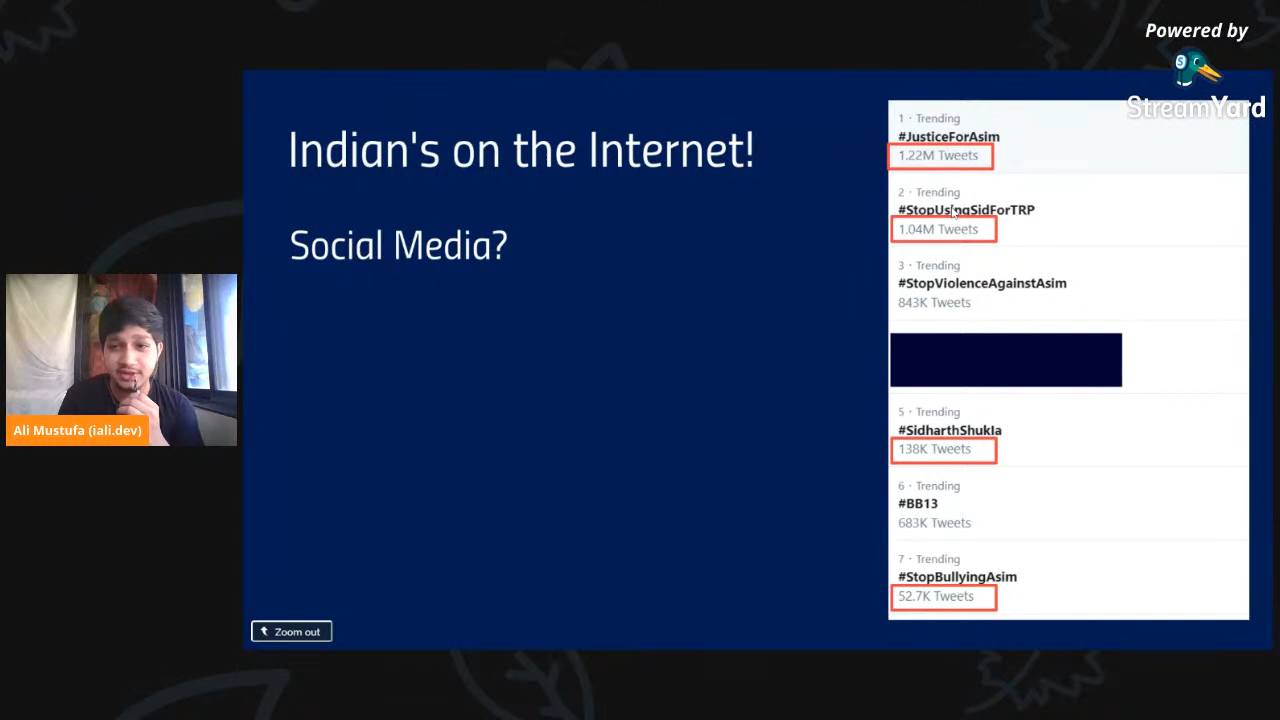 Powered by
StreamYard
Indian's on the Internet!
Social Media?
1 · Trending
#JusticeForAsim
1.22M Tweets
2 · Trending
#StopUsingSidForTRP
1.04M Tweets
3 · Trending
#StopViolenceAgainstAsim
843K Tweets
5 · Trending
#SidharthShukla
138K Tweets
6 · Trending
#BB13
683K Tweets
7 · Trending
#StopBullyingAsim
52.7K Tweets
Ali Mustufa (iali.dev)
Zoom out